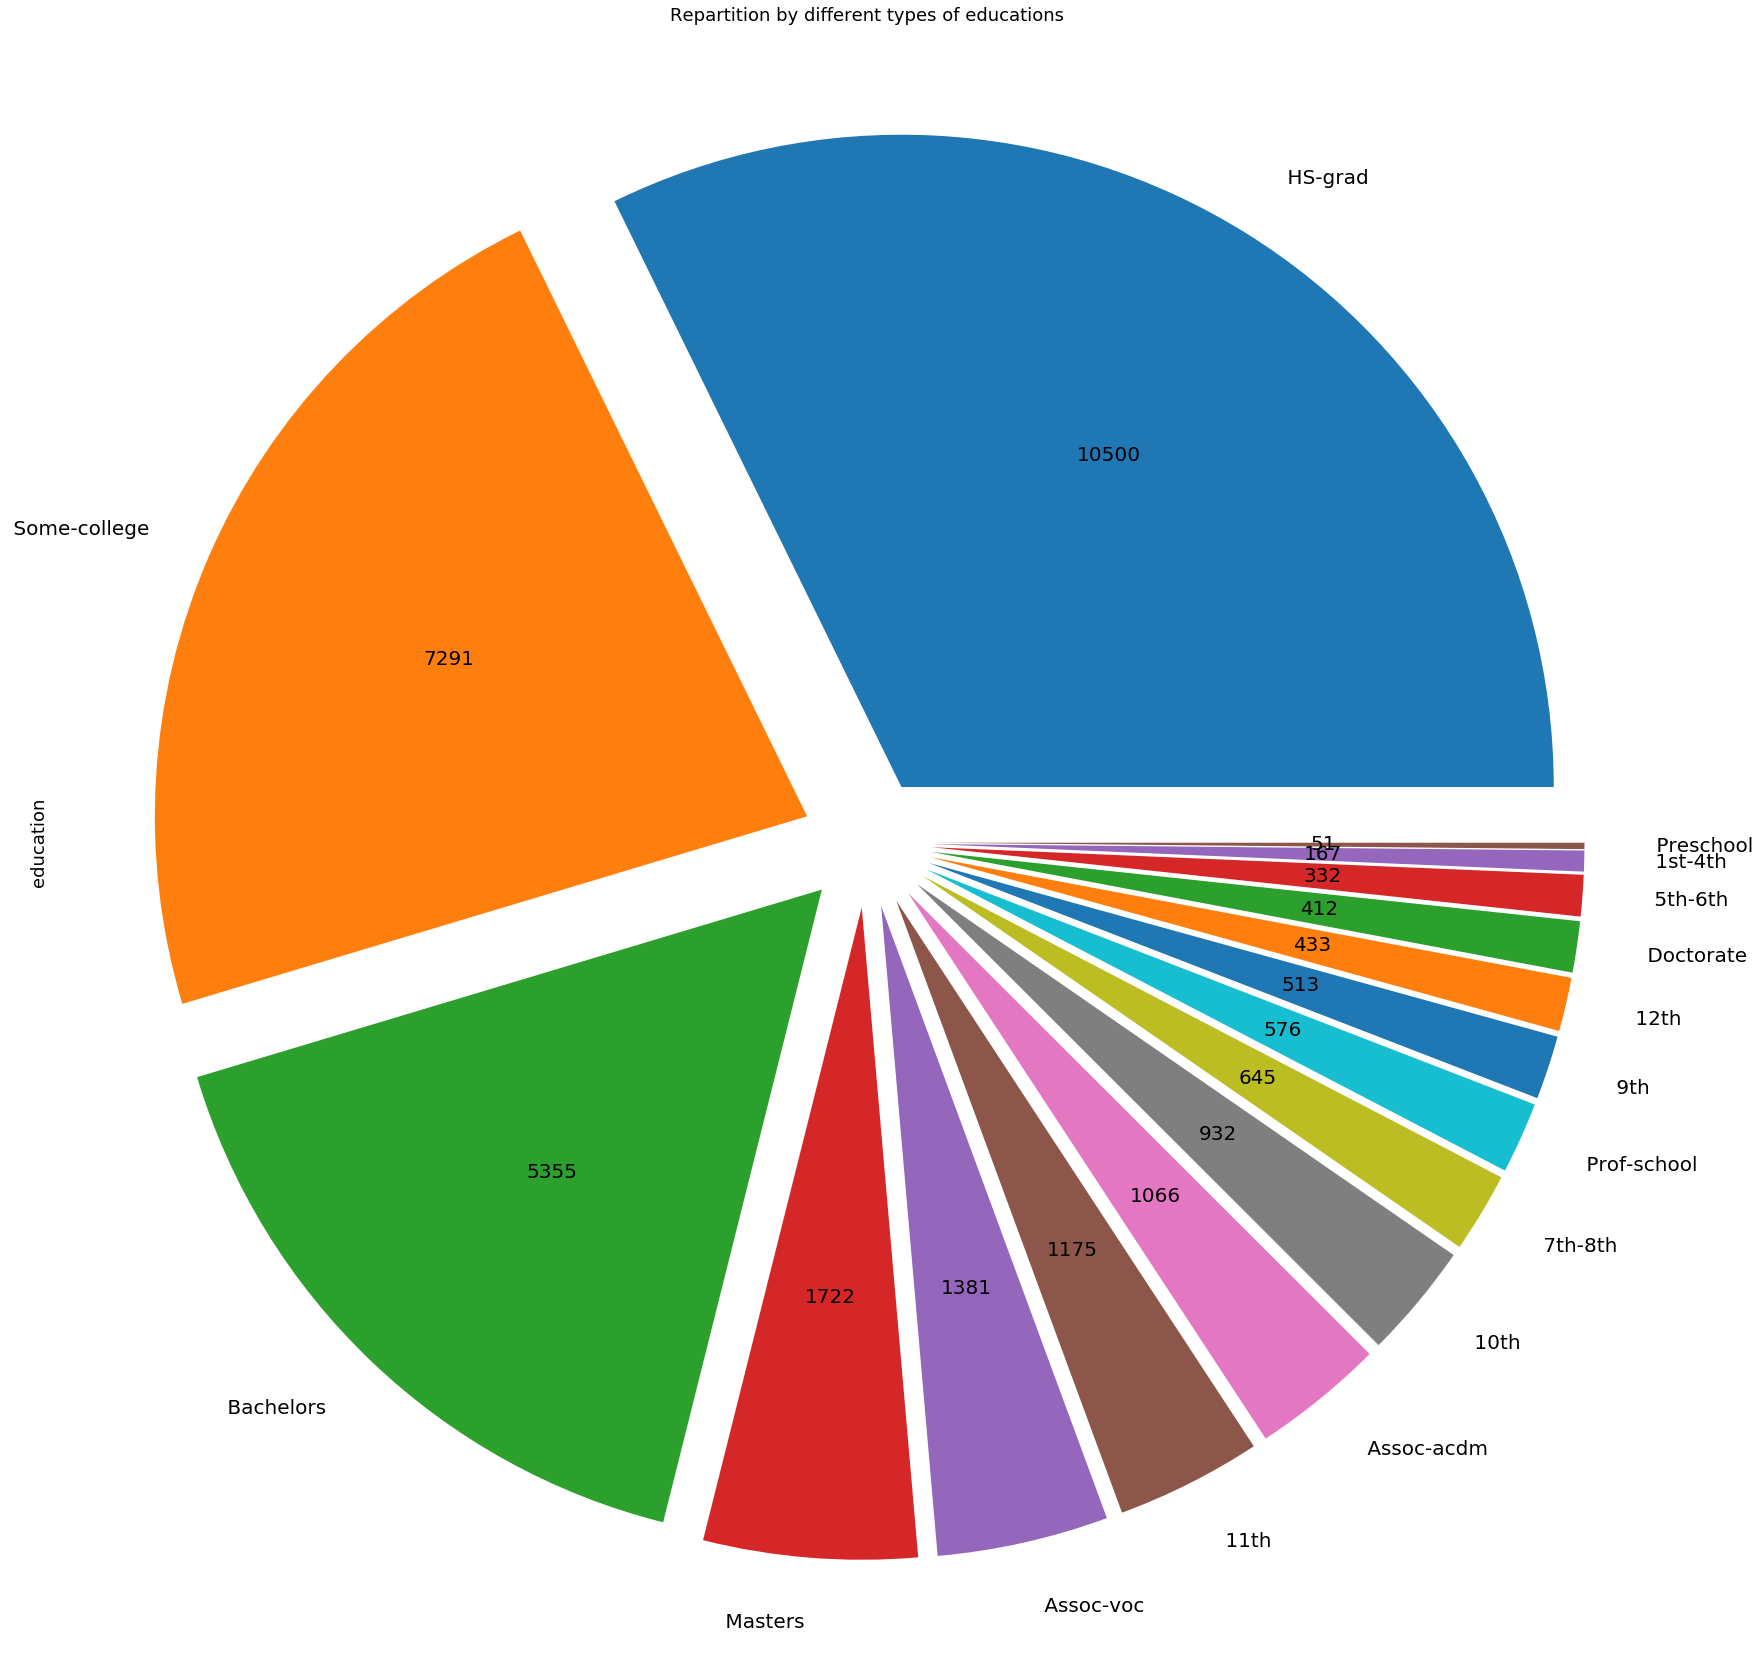 Repartition by different types of educations
HS-grad
10500
Some-college
7291
education
Preschool
51
1st-4th
167
5th-6th
332
Doctorate
412
12th
433
9th
513
Prof-school
576
7th-8th
645
10th
932
Assoc-acdm
1066
11th
1175
Assoc-voc
1381
Masters
1722
Bachelors
5355